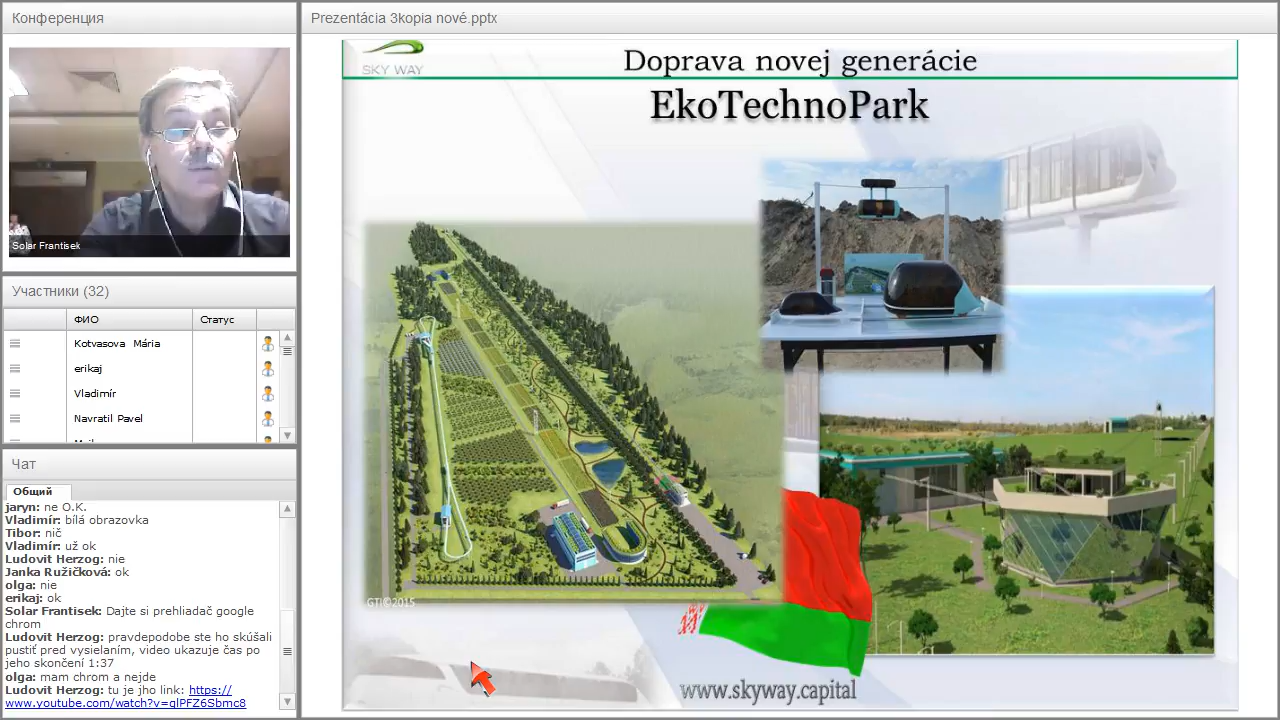 Конференция
Solar Frantisek
Участники (32)
ФИО
Статус
Kotvasova Mária
erikaj
Vladimír
Navratil Pavel
Чат
Общий
jaryn: ne O.K.
Vladimír: bílá obrazovka
Tibor: nič
Vladimír: už ok
Ludovit Herzog: nie
Janka Ružičková: ok
olga: nie
erikaj: ok
Solar Frantisek: Dajte si prehliadač google
chrom
Ludovit Herzog: pravdepodobe ste ho skúšali
pustiť pred vysielaním, video ukazuje čas po
jeho skončení 1:37
olga: mam chrom a nejde
Ludovit Herzog: tu je jho link: https://
www.youtube.com/watch?v=qlPFZ6Sbmc8
Prezentácia 3kopia nové.pptx
SKY WAY
Doprava novej generácie
EkoTechnoPark
GTI©2015
www.skyway.capital